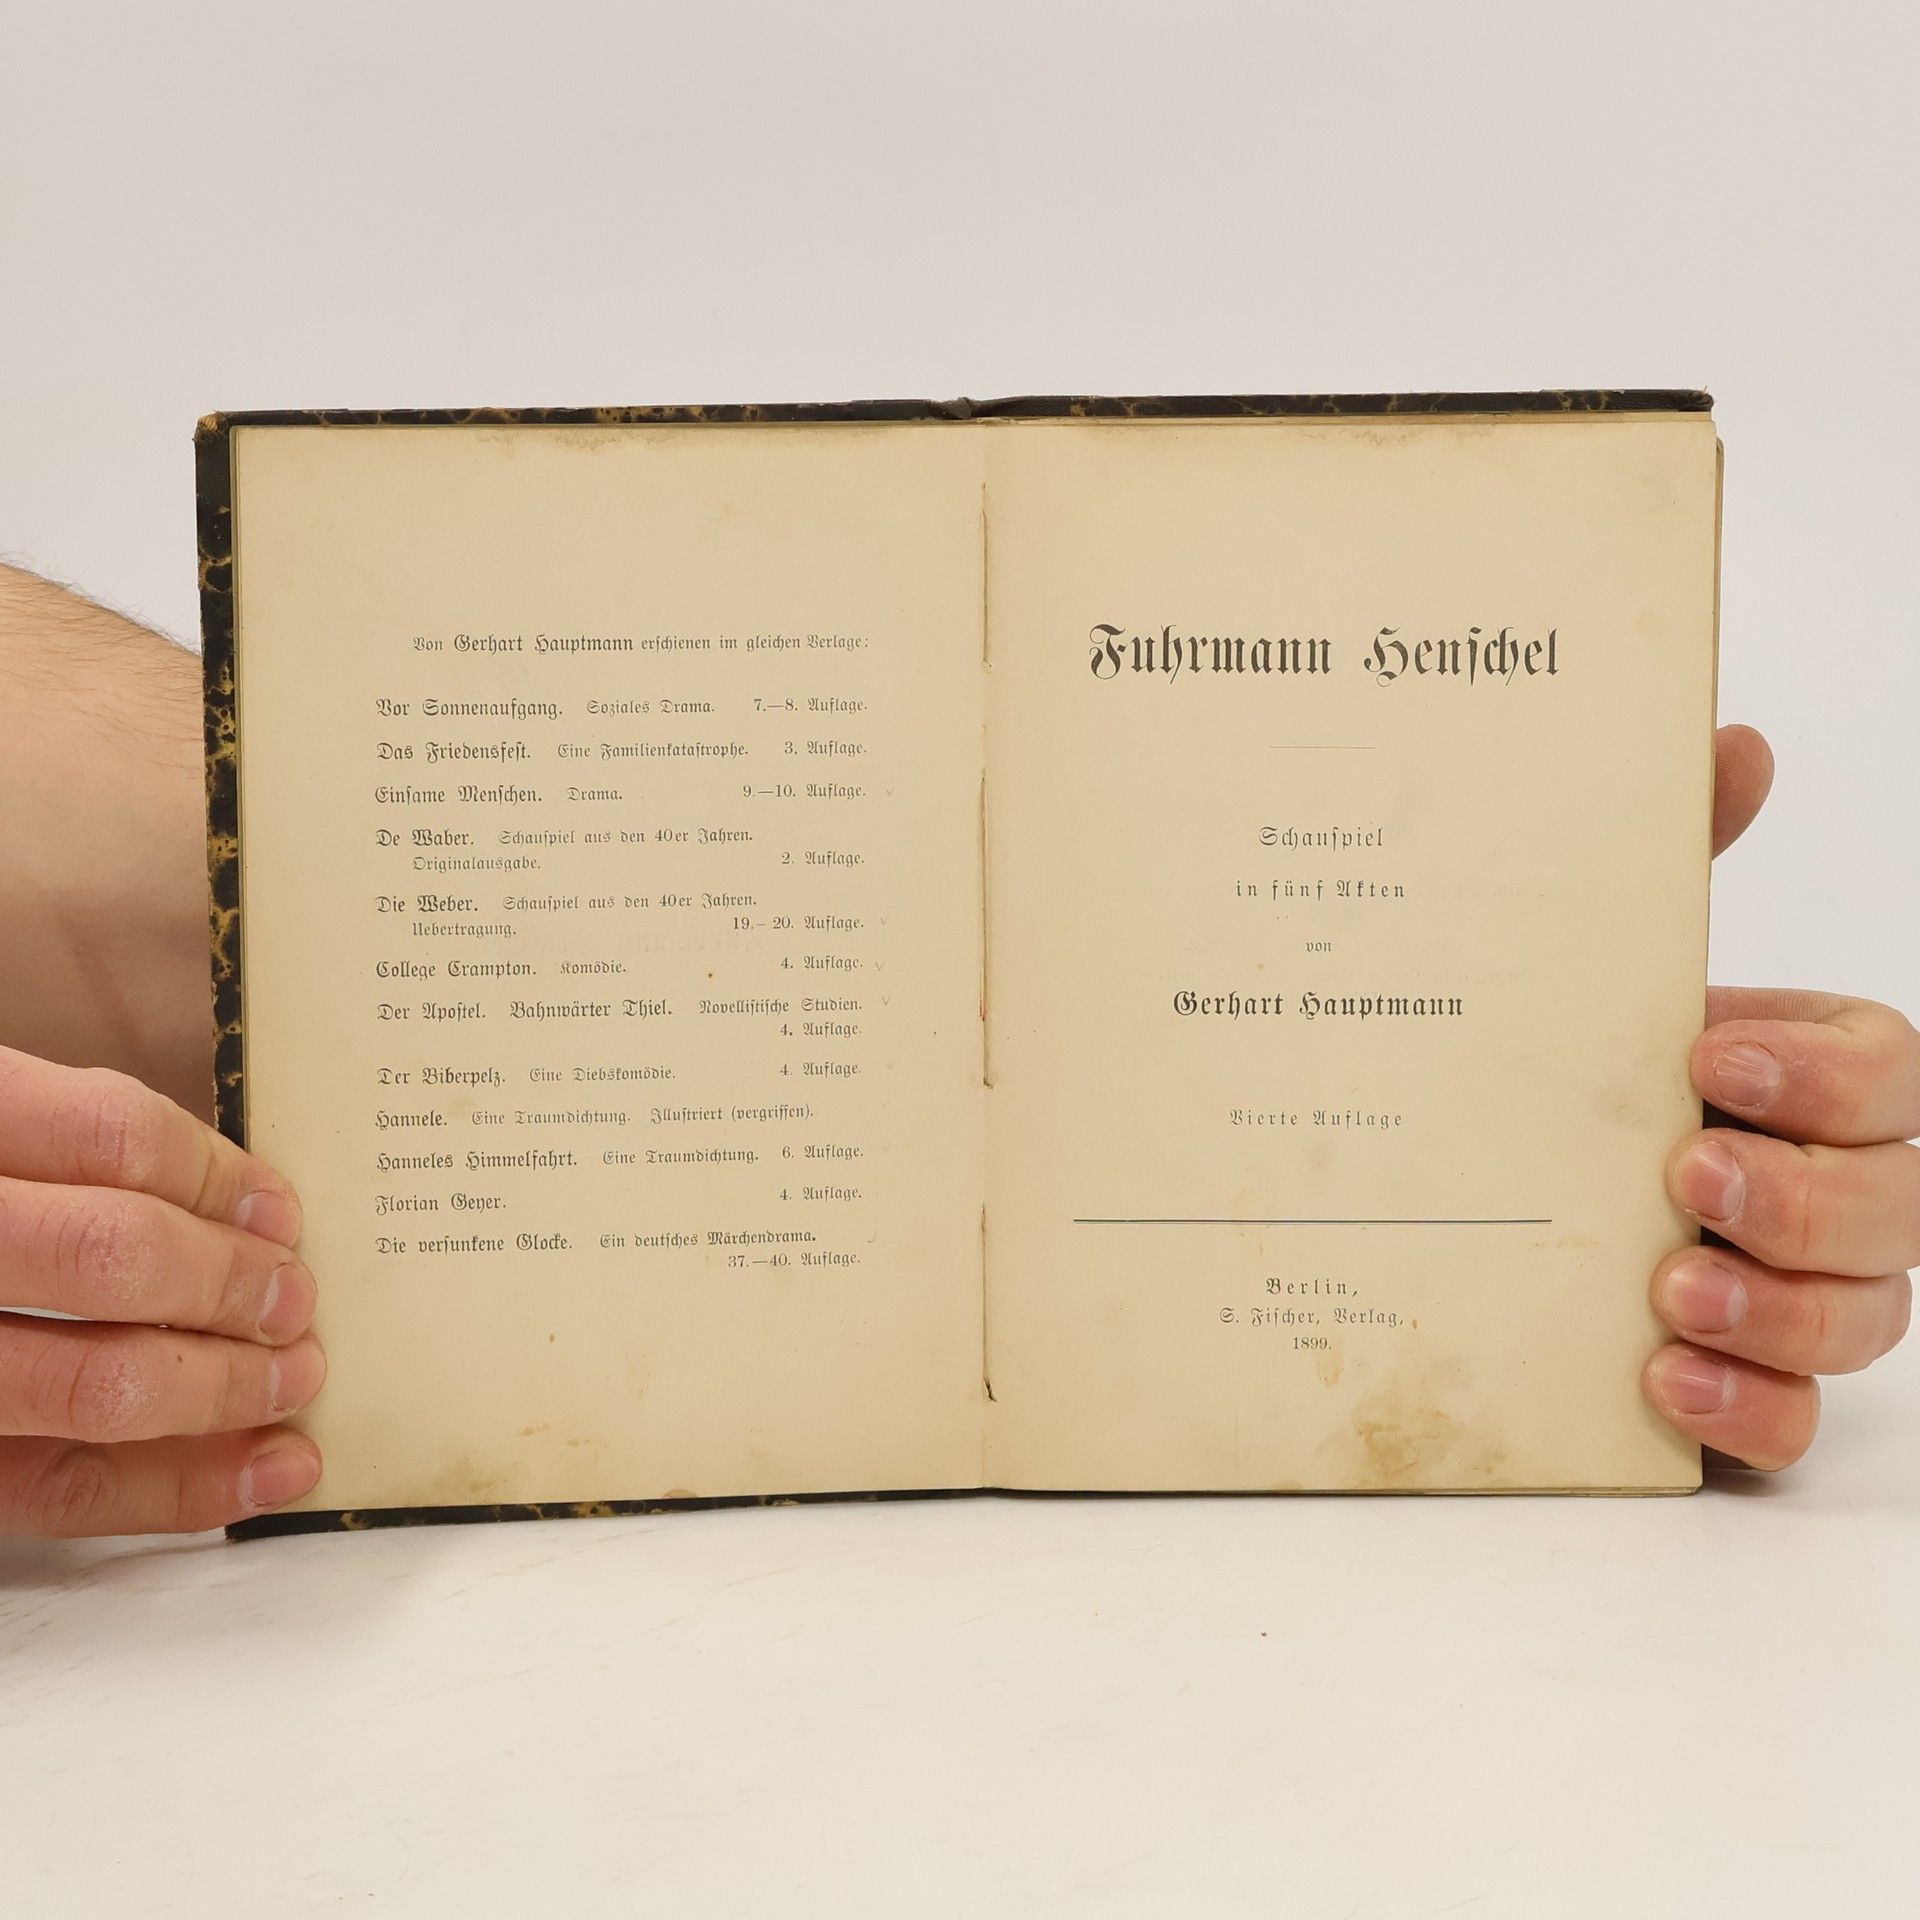 Von Gerhart Hauptmann erſchienen im gleichen Verlage:
Vor Sonnenaufgang. Soziales Drama. 7.—8. Auflage.
Das Friedensfeſt. Eine Familienkataſtrophe. 3. Auflage.
Einſame Menſchen. Drama. 9.—10. Auflage.
De Waber. Schauſpiel aus den 40er Jahren.
Originalausgabe. 2. Auflage.
Die Weber. Schauſpiel aus den 40er Jahren.
Uebertragung. 19.–20. Auflage.
College Crampton. Komödie. 4. Auflage.
Der Apoſtel. Bahnwärter Thiel. Novelliſtiſche Studien.
4. Auflage.
Der Biberpelz. Eine Diebskomödie. 4. Auflage.
Hannele. Eine Traumdichtung. Illuſtriert (vergriffen).
Hanneles Himmelfahrt. Eine Traumdichtung. 6. Auflage.
Florian Geyer. 4. Auflage.
Die verſunkene Glocke. Ein deutſches Märchendrama.
37.—40. Auflage.
Fuhrmann Henſchel
Schauſpiel
in fünf Akten
von
Gerhart Hauptmann
Vierte Auflage
Berlin,
S. Fiſcher, Verlag,
1899.